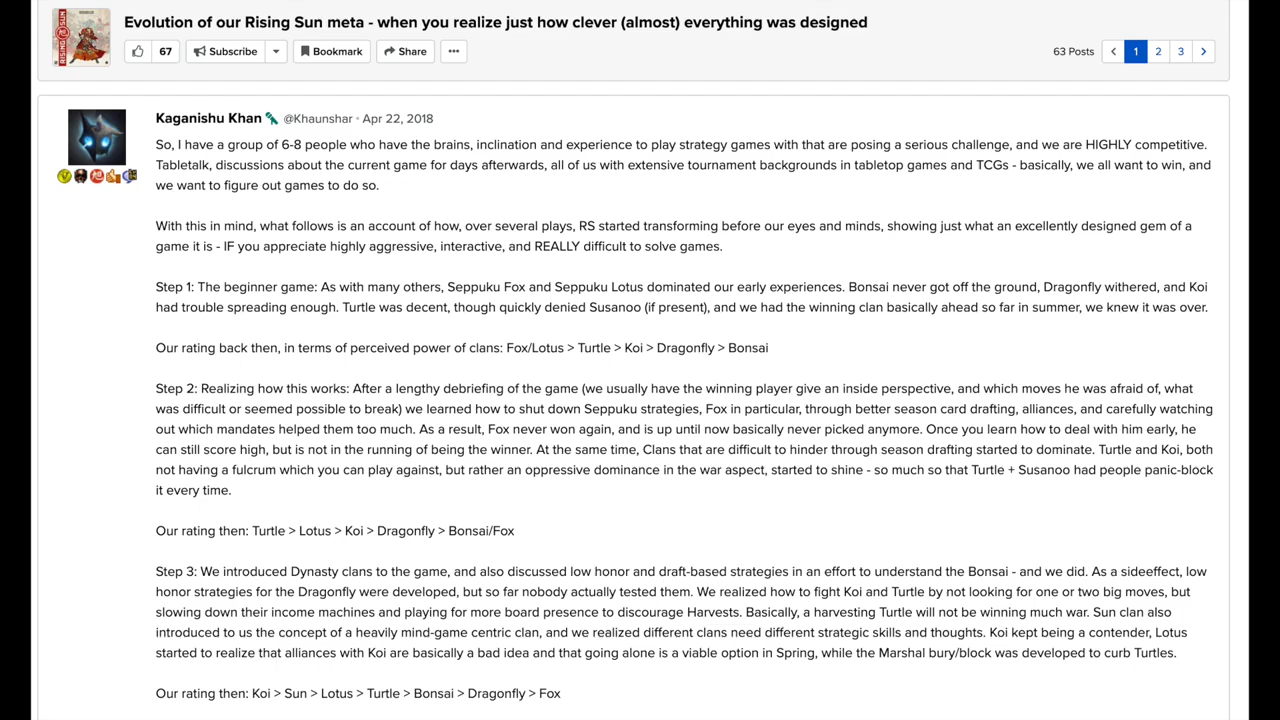 Evolution of our Rising Sun meta - when you realize just how clever (almost) everything was designed
RISING SUN
67
Subscribe
Bookmark
Share
63 Posts
1
2
3
Kaganishu Khan @Khaunshar · Apr 22, 2018
So, I have a group of 6-8 people who have the brains, inclination and experience to play strategy games with that are posing a serious challenge, and we are HIGHLY competitive.
Tabletalk, discussions about the current game for days afterwards, all of us with extensive tournament backgrounds in tabletop games and TCGs - basically, we all want to win, and
we want to figure out games to do so.
With this in mind, what follows is an account of how, over several plays, RS started transforming before our eyes and minds, showing just what an excellently designed gem of a
game it is - IF you appreciate highly aggressive, interactive, and REALLY difficult to solve games.
Step 1: The beginner game: As with many others, Seppuku Fox and Seppuku Lotus dominated our early experiences. Bonsai never got off the ground, Dragonfly withered, and Koi
had trouble spreading enough. Turtle was decent, though quickly denied Susanoo (if present), and we had the winning clan basically ahead so far in summer, we knew it was over.
Our rating back then, in terms of perceived power of clans: Fox/Lotus > Turtle > Koi > Dragonfly > Bonsai
Step 2: Realizing how this works: After a lengthy debriefing of the game (we usually have the winning player give an inside perspective, and which moves he was afraid of, what
was difficult or seemed possible to break) we learned how to shut down Seppuku strategies, Fox in particular, through better season card drafting, alliances, and carefully watching
out which mandates helped them too much. As a result, Fox never won again, and is up until now basically never picked anymore. Once you learn how to deal with him early, he
can still score high, but is not in the running of being the winner. At the same time, Clans that are difficult to hinder through season drafting started to dominate. Turtle and Koi, both
not having a fulcrum which you can play against, but rather an oppressive dominance in the war aspect, started to shine - so much so that Turtle + Susanoo had people panic-block
it every time.
Our rating then: Turtle > Lotus > Koi > Dragonfly > Bonsai/Fox
Step 3: We introduced Dynasty clans to the game, and also discussed low honor and draft-based strategies in an effort to understand the Bonsai - and we did. As a sideeffect, low
honor strategies for the Dragonfly were developed, but so far nobody actually tested them. We realized how to fight Koi and Turtle by not looking for one or two big moves, but
slowing down their income machines and playing for more board presence to discourage Harvests. Basically, a harvesting Turtle will not be winning much war. Sun clan also
introduced to us the concept of a heavily mind-game centric clan, and we realized different clans need different strategic skills and thoughts. Koi kept being a contender, Lotus
started to realize that alliances with Koi are basically a bad idea and that going alone is a viable option in Spring, while the Marshal bury/block was developed to curb Turtles.
Our rating then: Koi > Sun > Lotus > Turtle > Bonsai > Dragonfly > Fox